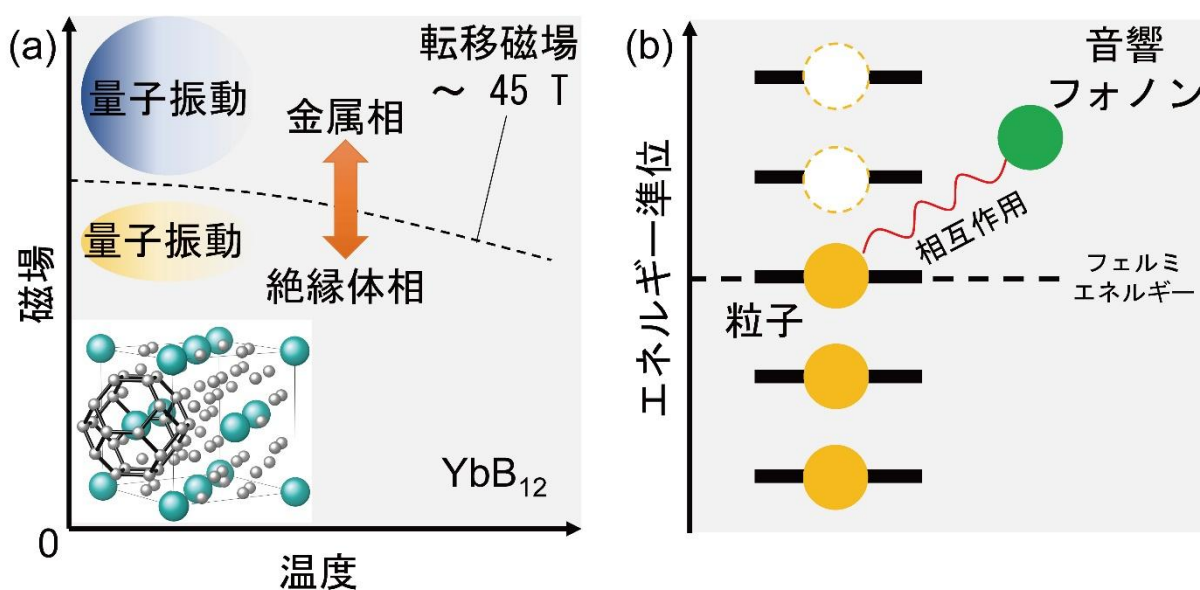 (a)
量子振動
転移磁場
～ 45 T
金属相
量子振動
絶縁体相
磁場
YbB₁₂
0
温度
(b)
音響
フォノン
エネルギー準位
相互作用
フェルミ
エネルギー
粒子